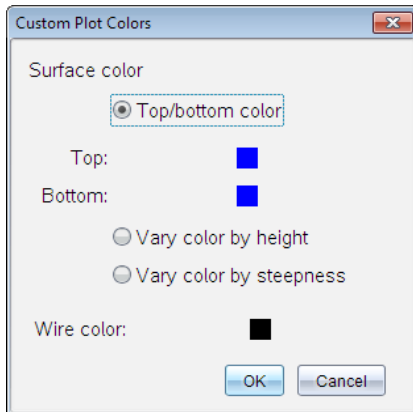 Custom Plot Colors
Surface color
Top/bottom color
Top:
Bottom:
Vary color by height
Vary color by steepness
Wire color:
OK Cancel